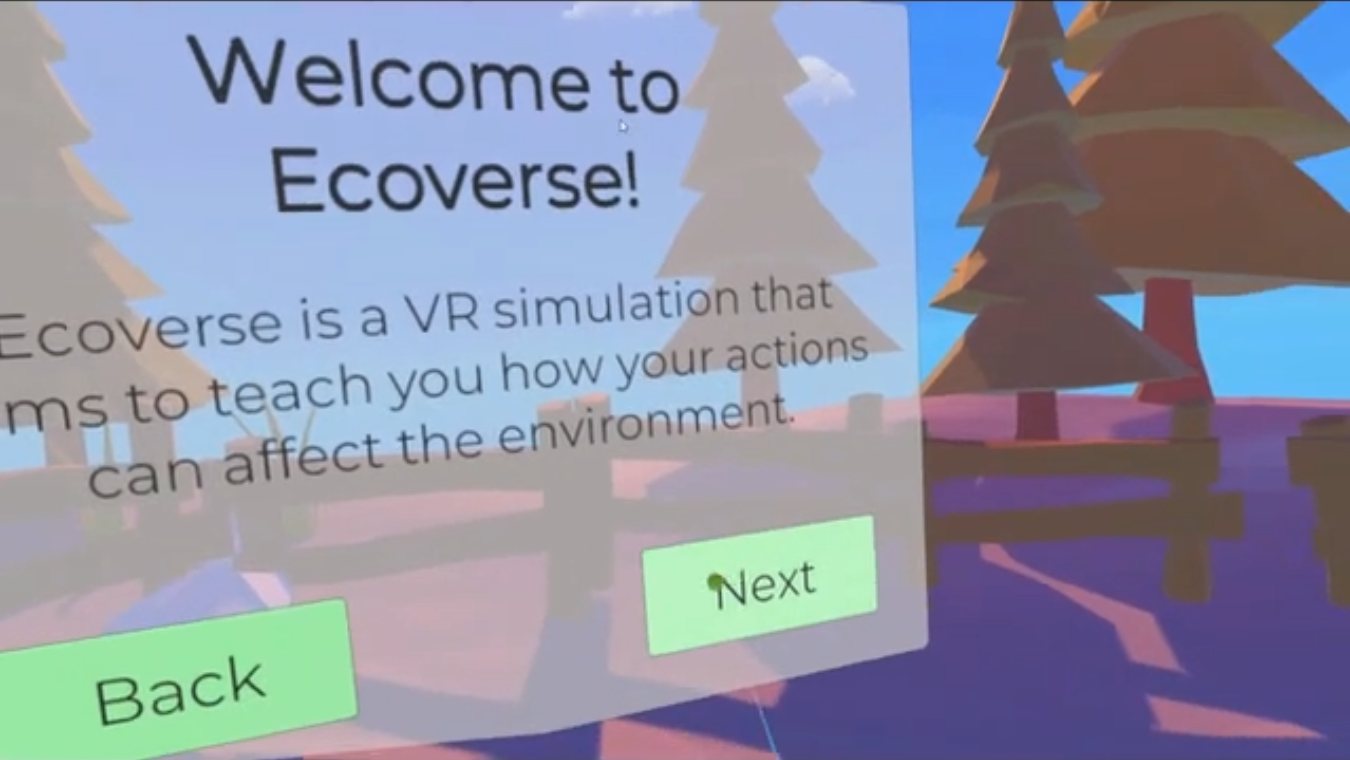 Welcome to
Ecoverse!
Ecoverse is a VR simulation that
ms to teach you how your actions
can affect the environment.
Next
Back